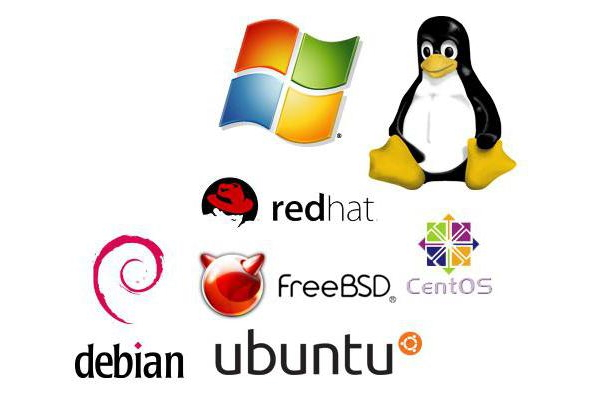 redhat
FreeBSD®
CentOS
debian
ubuntu